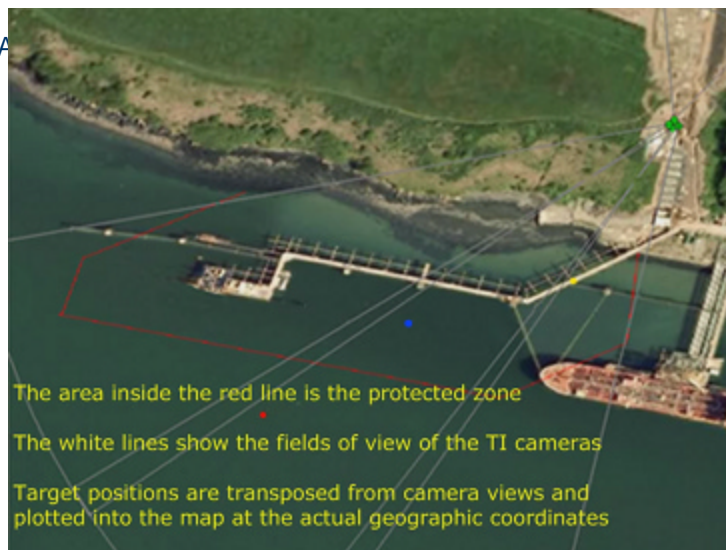 A
The area inside the red line is the protected zone
The white lines show the fields of view of the TI cameras
Target positions are transposed from camera views and
plotted into the map at the actual geographic coordinates